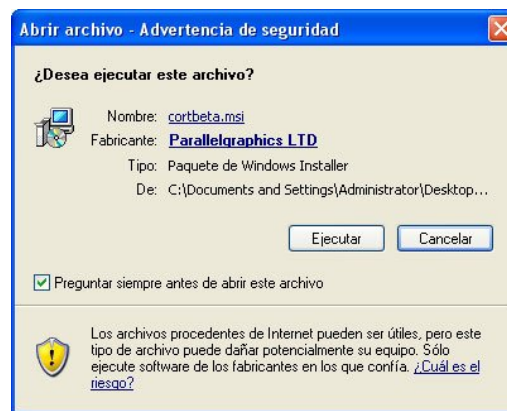 Abrir archivo - Advertencia de seguridad
¿Desea ejecutar este archivo?
Nombre: cortbeta.msi
Fabricante: Parallelgraphics LTD
Tipo: Paquete de Windows Installer
De: C:\Documents and Settings\Administrator\Desktop...
Ejecutar Cancelar
Preguntar siempre antes de abrir este archivo
Los archivos procedentes de Internet pueden ser útiles, pero este
tipo de archivo puede dañar potencialmente su equipo. Sólo
ejecute software de los fabricantes en los que confía. ¿Cuál es el
riesgo?